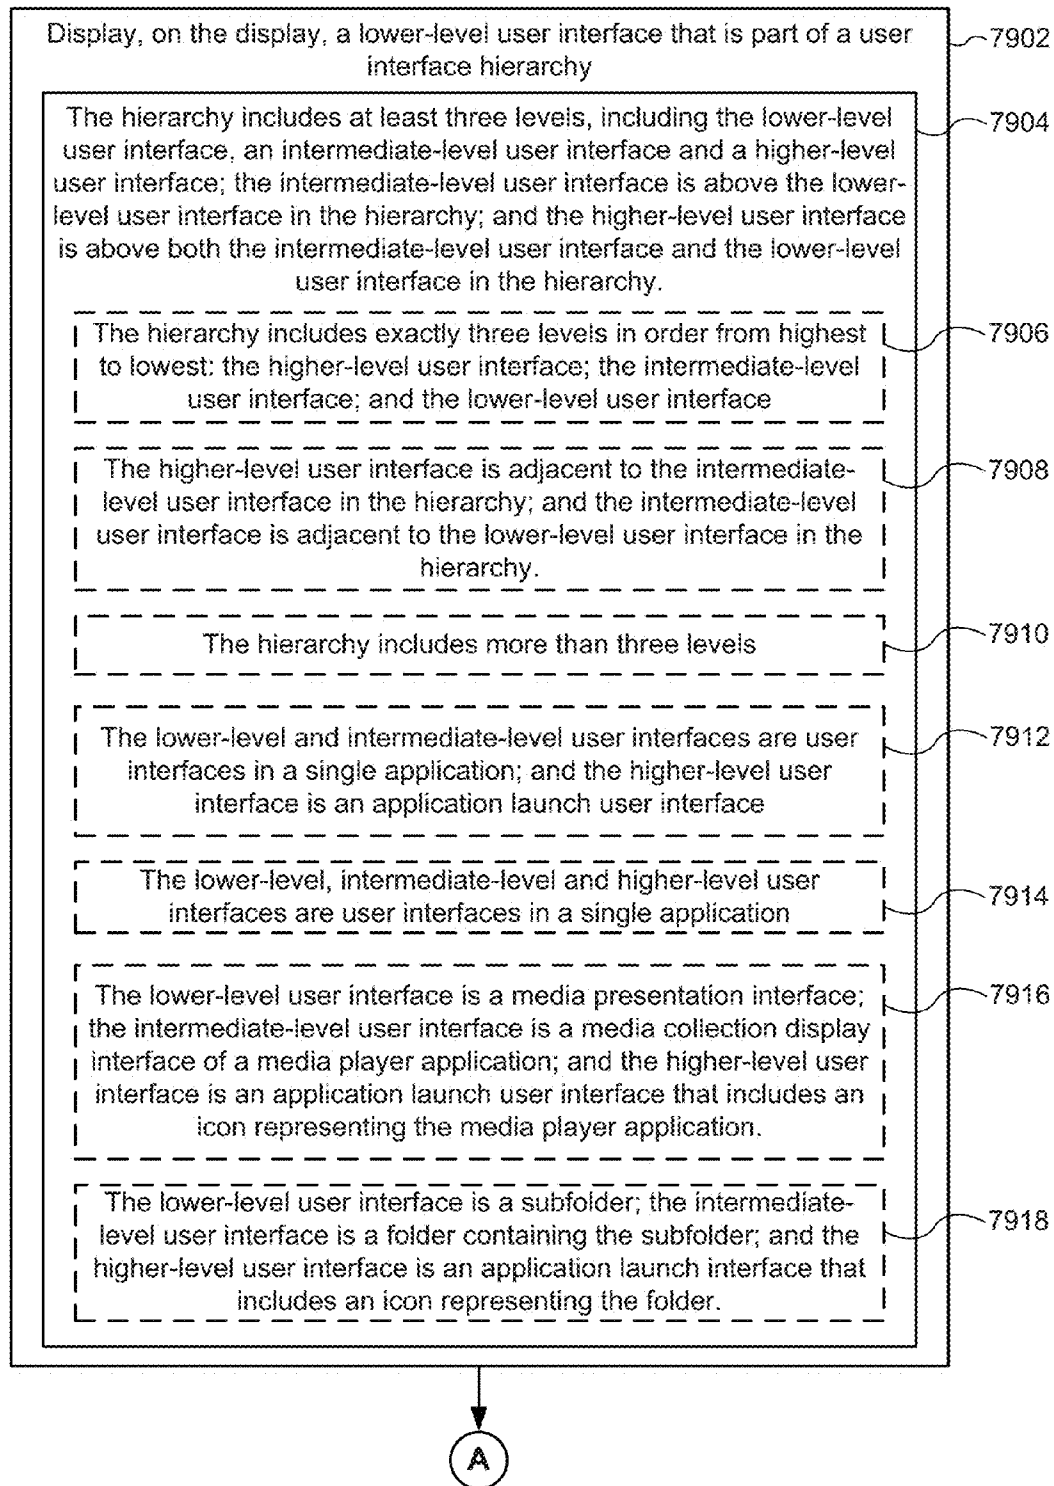 Display, on the display, a lower-level user interface that is part of a user
interface hierarchy
7902
The hierarchy includes at least three levels, including the lower-level
user interface, an intermediate-level user interface and a higher-level
user interface; the intermediate-level user interface is above the lower-
level user interface in the hierarchy; and the higher-level user interface
is above both the intermediate-level user interface and the lower-level
user interface in the hierarchy.
7904
The hierarchy includes exactly three levels in order from highest
to lowest: the higher-level user interface; the intermediate-level
user interface; and the lower-level user interface
7906
The higher-level user interface is adjacent to the intermediate-
level user interface in the hierarchy; and the intermediate-level
user interface is adjacent to the lower-level user interface in the
hierarchy.
7908
The hierarchy includes more than three levels
7910
The lower-level and intermediate-level user interfaces are user
interfaces in a single application; and the higher-level user
interface is an application launch user interface
7912
The lower-level, intermediate-level and higher-level user
interfaces are user interfaces in a single application
7914
The lower-level user interface is a media presentation interface;
the intermediate-level user interface is a media collection display
interface of a media player application; and the higher-level user
interface is an application launch user interface that includes an
icon representing the media player application.
7916
The lower-level user interface is a subfolder; the intermediate-
level user interface is a folder containing the subfolder; and the
higher-level user interface is an application launch interface that
includes an icon representing the folder.
7918
A